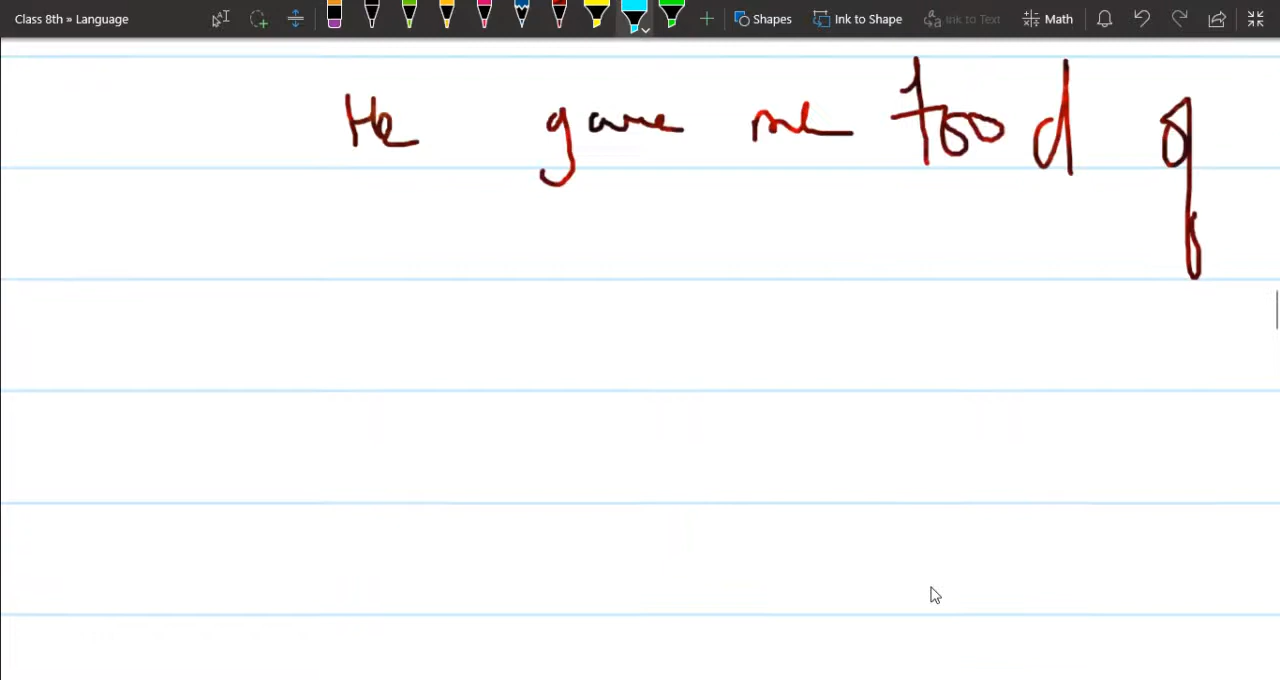 Class 8th » Language Shapes Ink to Shape Ink to Text Math
He gave me food